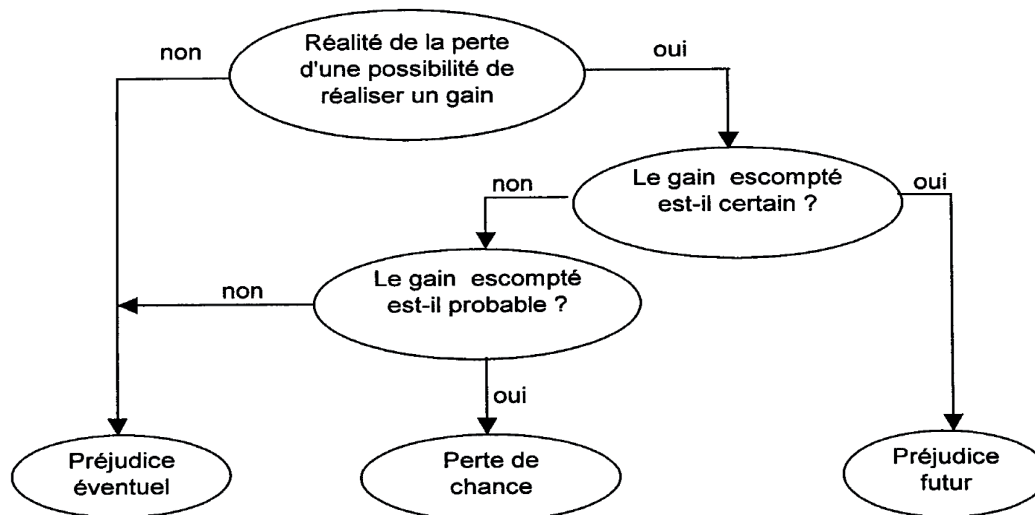 non
Réalité de la perte
d'une possibilité de
réaliser un gain
oui
non
Le gain escompté
est-il certain ?
oui
non
Le gain escompté
est-il probable ?
oui
Préjudice
éventuel
Perte de
chance
Préjudice
futur